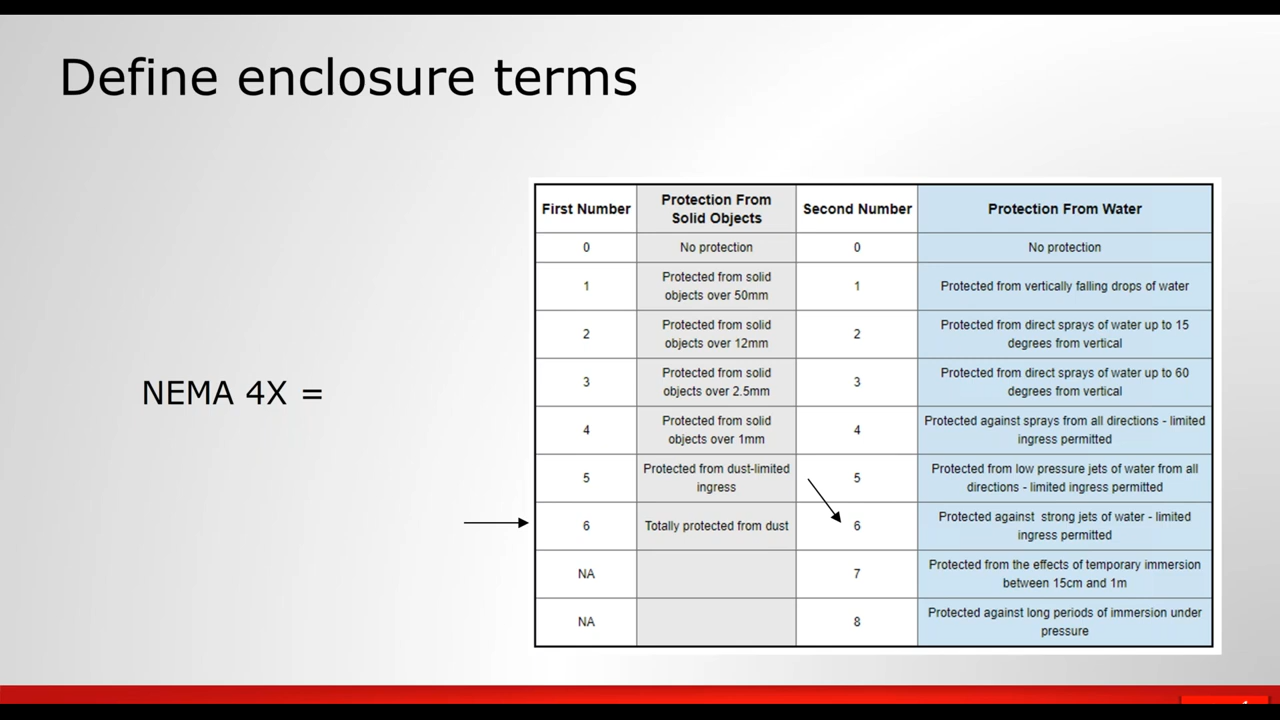 Define enclosure terms
NEMA 4X =
First Number
Protection From
Solid Objects
Second Number
Protection From Water
0
No protection
0
No protection
1
Protected from solid
objects over 50mm
1
Protected from vertically falling drops of water
2
Protected from solid
objects over 12mm
2
Protected from direct sprays of water up to 15
degrees from vertical
3
Protected from solid
objects over 2.5mm
3
Protected from direct sprays of water up to 60
degrees from vertical
4
Protected from solid
objects over 1mm
4
Protected against sprays from all directions - limited
ingress permitted
5
Protected from dust-limited
ingress
5
Protected from low pressure jets of water from all
directions - limited ingress permitted
6
Totally protected from dust
6
Protected against strong jets of water - limited
ingress permitted
NA
7
Protected from the effects of temporary immersion
between 15cm and 1m
NA
8
Protected against long periods of immersion under
pressure